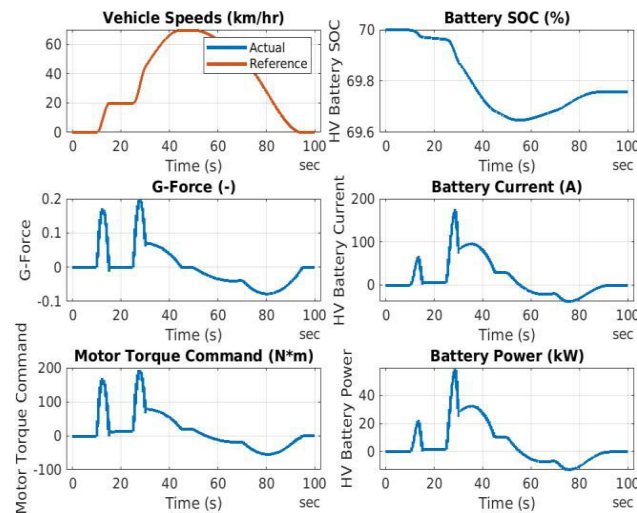 Vehicle Speeds (km/hr)
60
40
20
0
Actual
Reference
0 20 40 60 80 100
Time (s)
sec
Battery SOC (%)
HV Battery SOC
70
69.8
69.6
0 20 40 60 80 100
Time (s)
sec
G-Force (-)
G-Force
0.2
0.1
0
-0.1
0 20 40 60 80 100
Time (s)
sec
Battery Current (A)
HV Battery Current
200
100
0
0 20 40 60 80 100
Time (s)
sec
Motor Torque Command (N*m)
Motor Torque Command
200
100
0
-100
0 20 40 60 80 100
Time (s)
sec
Battery Power (kW)
HV Battery Power
40
20
0
0 20 40 60 80 100
Time (s)
sec